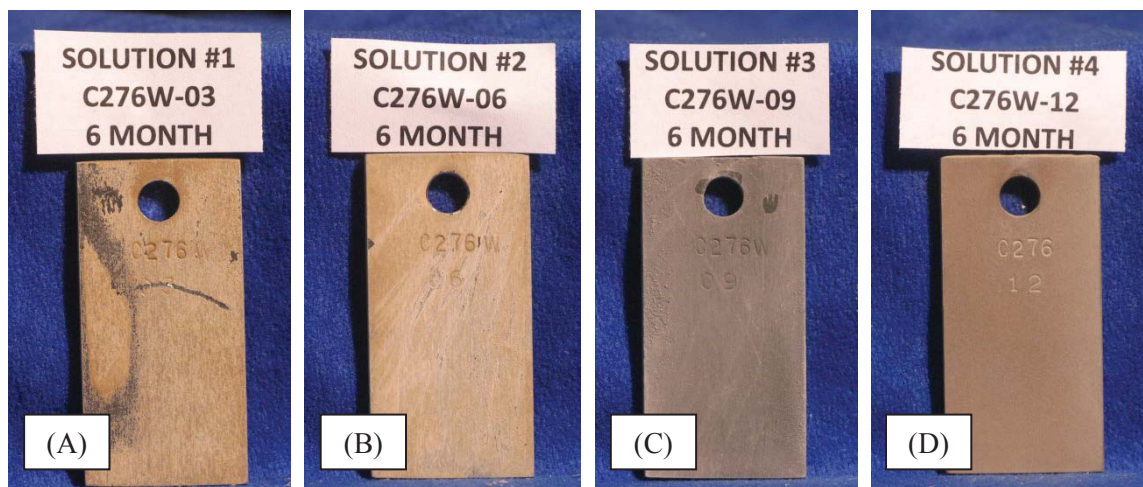 SOLUTION #1
C276W-03
6 MONTH
C276W
(A)
SOLUTION #2
C276W-06
6 MONTH
C276W
06
(B)
SOLUTION #3
C276W-09
6 MONTH
C276W
09
(C)
SOLUTION #4
C276W-12
6 MONTH
C276
12
(D)